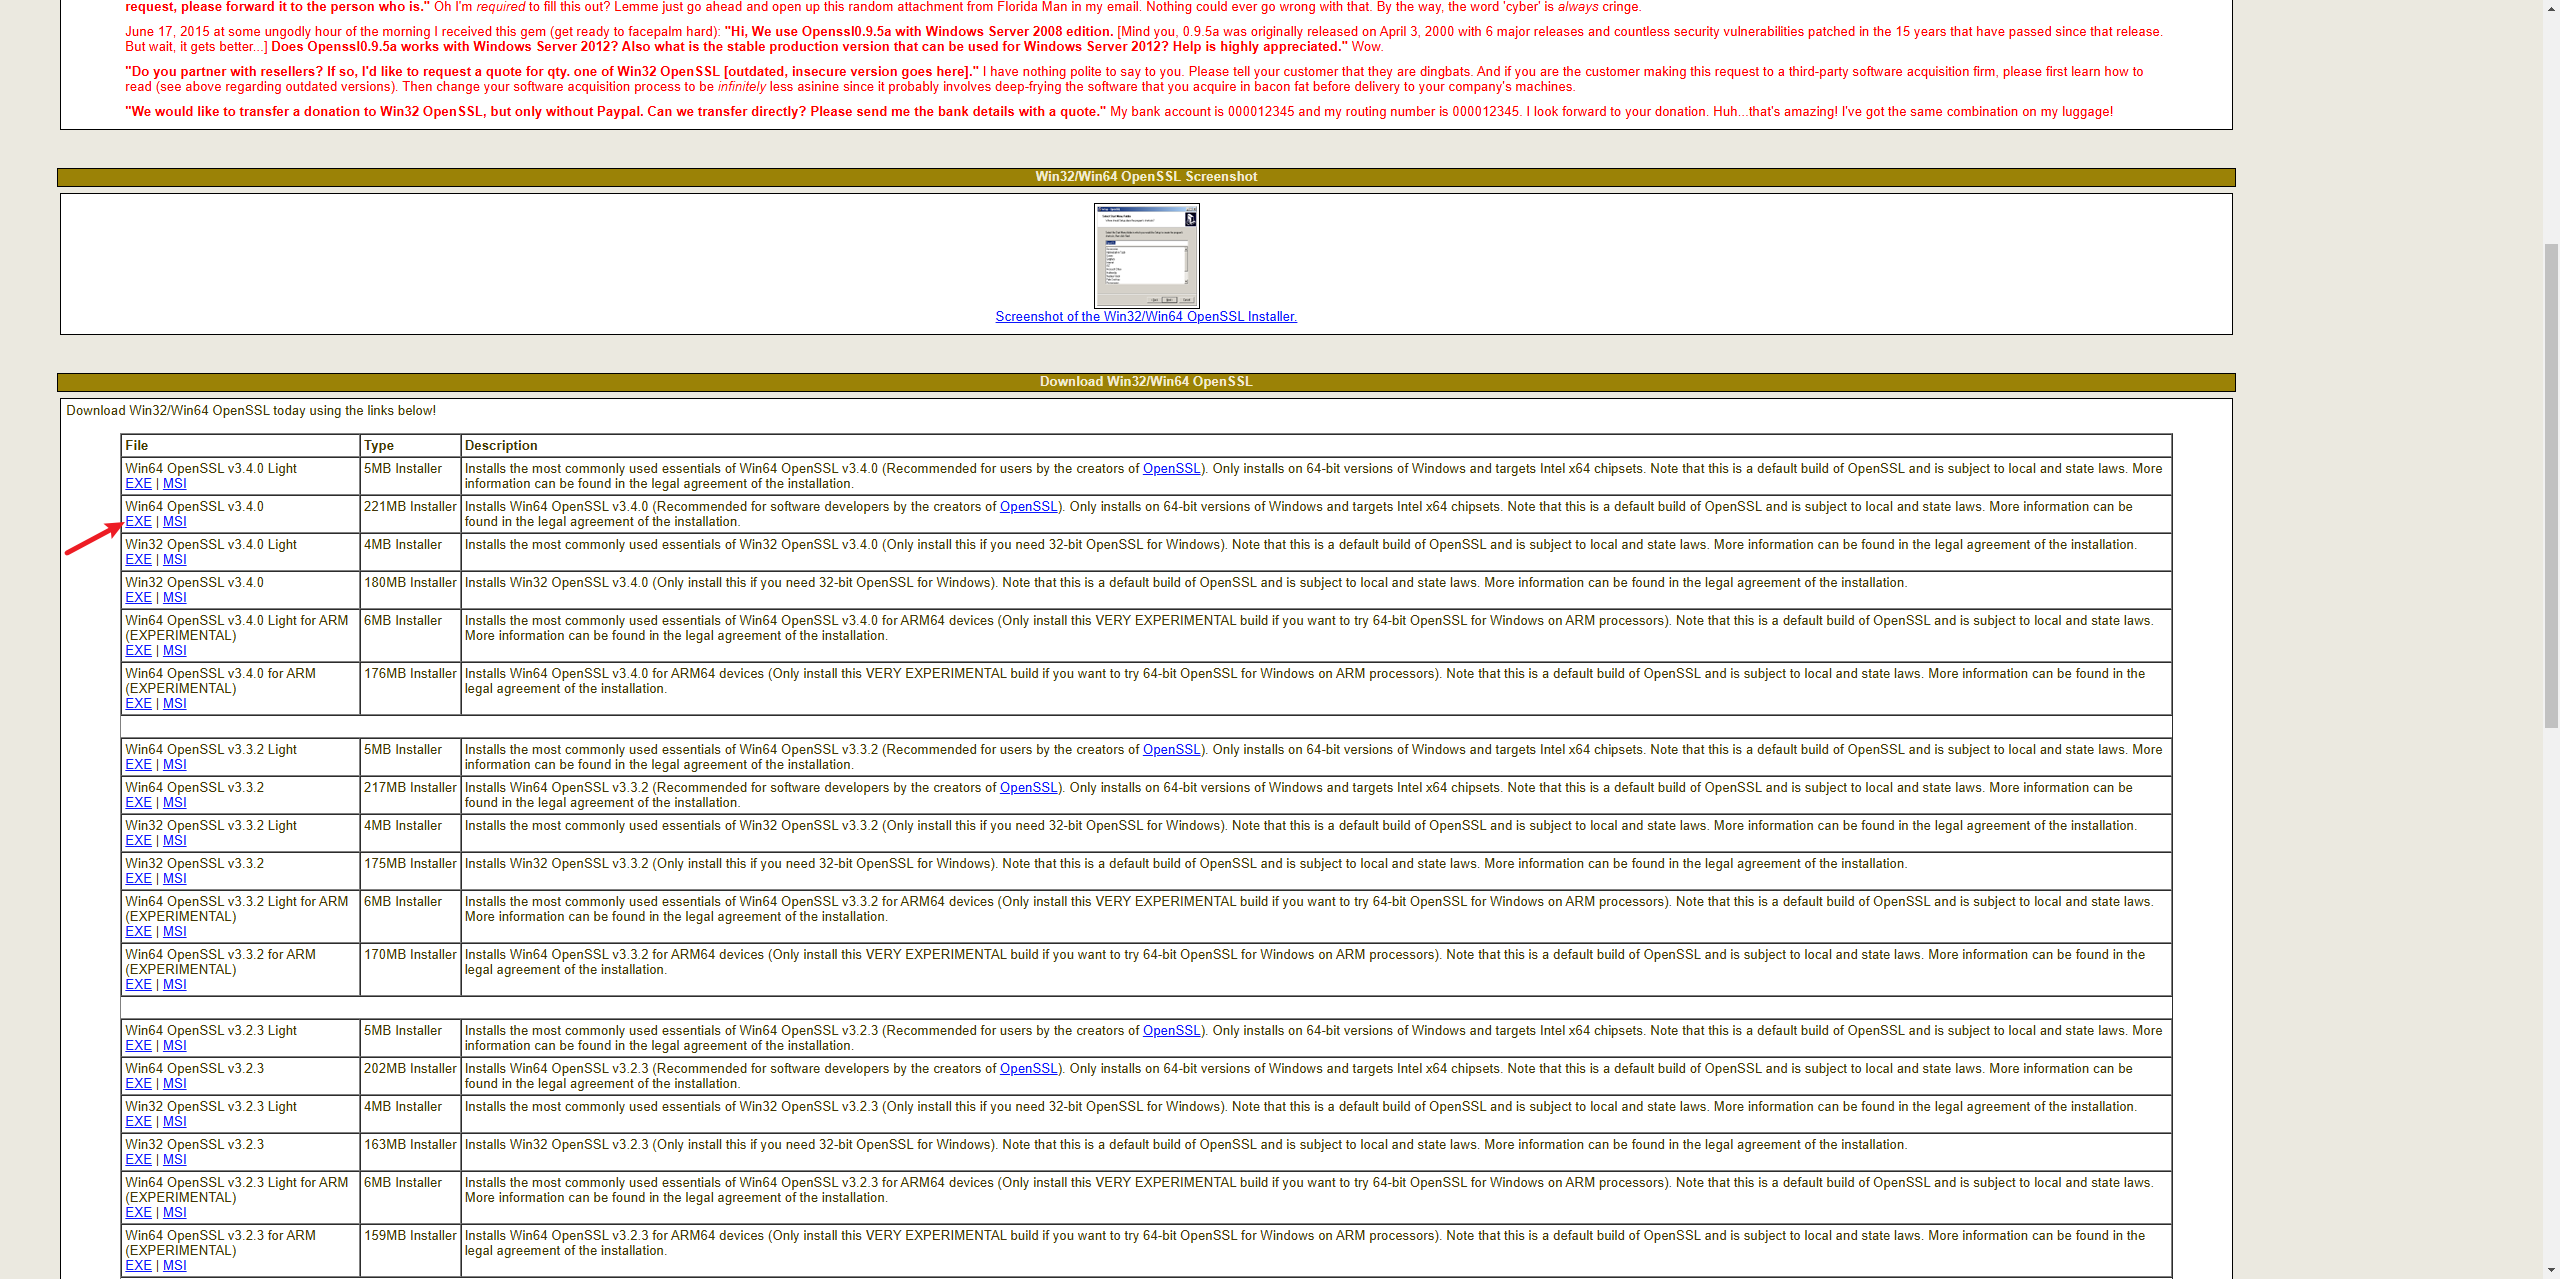 request, please forward it to the person who is." Oh I'm required to fill this out? Lemme just go ahead and open up this random attachment from Florida Man in my email. Nothing could ever go wrong with that. By the way, the word 'cyber' is always cringe.
June 17, 2015 at some ungodly hour of the morning I received this gem (get ready to facepalm hard): "Hi, We use Openssl0.9.5a with Windows Server 2008 edition. [Mind you, 0.9.5a was originally released on April 3, 2000 with 6 major releases and countless security vulnerabilities patched in the 15 years that have passed since that release.
But wait, it gets better...] Does Openssl0.9.5a works with Windows Server 2012? Also what is the stable production version that can be used for Windows Server 2012? Help is highly appreciated." Wow.
"Do you partner with resellers? If so, I'd like to request a quote for qty. one of Win32 OpenSSL [outdated, insecure version goes here]." I have nothing polite to say to you. Please tell your customer that they are dingbats. And if you are the customer making this request to a third-party software acquisition firm, please first learn how to
read (see above regarding outdated versions). Then change your software acquisition process to be infinitely less asinine since it probably involves deep-frying the software that you acquire in bacon fat before delivery to your company's machines.
"We would like to transfer a donation to Win32 OpenSSL, but only without Paypal. Can we transfer directly? Please send me the bank details with a quote." My bank account is 000012345 and my routing number is 000012345. I look forward to your donation. Huh...that's amazing! I've got the same combination on my luggage!
Win32/Win64 OpenSSL Screenshot
Screenshot of the Win32/Win64 OpenSSL Installer.
Download Win32/Win64 OpenSSL
Download Win32/Win64 OpenSSL today using the links below!
File Type Description
Win64 OpenSSL v3.4.0 Light 5MB Installer Installs the most commonly used essentials of Win64 OpenSSL v3.4.0 (Recommended for users by the creators of OpenSSL). Only installs on 64-bit versions of Windows and targets Intel x64 chipsets. Note that this is a default build of OpenSSL and is subject to local and state laws. More
EXE | MSI information can be found in the legal agreement of the installation.
Win64 OpenSSL v3.4.0 221MB Installer Installs Win64 OpenSSL v3.4.0 (Recommended for software developers by the creators of OpenSSL). Only installs on 64-bit versions of Windows and targets Intel x64 chipsets. Note that this is a default build of OpenSSL and is subject to local and state laws. More information can be
EXE | MSI found in the legal agreement of the installation.
Win32 OpenSSL v3.4.0 Light 4MB Installer Installs the most commonly used essentials of Win32 OpenSSL v3.4.0 (Only install this if you need 32-bit OpenSSL for Windows). Note that this is a default build of OpenSSL and is subject to local and state laws. More information can be found in the legal agreement of the installation.
EXE | MSI
Win32 OpenSSL v3.4.0 180MB Installer Installs Win32 OpenSSL v3.4.0 (Only install this if you need 32-bit OpenSSL for Windows). Note that this is a default build of OpenSSL and is subject to local and state laws. More information can be found in the legal agreement of the installation.
EXE | MSI
Win64 OpenSSL v3.4.0 Light for ARM 6MB Installer Installs the most commonly used essentials of Win64 OpenSSL v3.4.0 for ARM64 devices (Only install this VERY EXPERIMENTAL build if you want to try 64-bit OpenSSL for Windows on ARM processors). Note that this is a default build of OpenSSL and is subject to local and state laws.
(EXPERIMENTAL) More information can be found in the legal agreement of the installation.
EXE | MSI
Win64 OpenSSL v3.4.0 for ARM 176MB Installer Installs Win64 OpenSSL v3.4.0 for ARM64 devices (Only install this VERY EXPERIMENTAL build if you want to try 64-bit OpenSSL for Windows on ARM processors). Note that this is a default build of OpenSSL and is subject to local and state laws. More information can be found in the
(EXPERIMENTAL) legal agreement of the installation.
EXE | MSI
Win64 OpenSSL v3.3.2 Light 5MB Installer Installs the most commonly used essentials of Win64 OpenSSL v3.3.2 (Recommended for users by the creators of OpenSSL). Only installs on 64-bit versions of Windows and targets Intel x64 chipsets. Note that this is a default build of OpenSSL and is subject to local and state laws. More
EXE | MSI information can be found in the legal agreement of the installation.
Win64 OpenSSL v3.3.2 217MB Installer Installs Win64 OpenSSL v3.3.2 (Recommended for software developers by the creators of OpenSSL). Only installs on 64-bit versions of Windows and targets Intel x64 chipsets. Note that this is a default build of OpenSSL and is subject to local and state laws. More information can be
EXE | MSI found in the legal agreement of the installation.
Win32 OpenSSL v3.3.2 Light 4MB Installer Installs the most commonly used essentials of Win32 OpenSSL v3.3.2 (Only install this if you need 32-bit OpenSSL for Windows). Note that this is a default build of OpenSSL and is subject to local and state laws. More information can be found in the legal agreement of the installation.
EXE | MSI
Win32 OpenSSL v3.3.2 175MB Installer Installs Win32 OpenSSL v3.3.2 (Only install this if you need 32-bit OpenSSL for Windows). Note that this is a default build of OpenSSL and is subject to local and state laws. More information can be found in the legal agreement of the installation.
EXE | MSI
Win64 OpenSSL v3.3.2 Light for ARM 6MB Installer Installs the most commonly used essentials of Win64 OpenSSL v3.3.2 for ARM64 devices (Only install this VERY EXPERIMENTAL build if you want to try 64-bit OpenSSL for Windows on ARM processors). Note that this is a default build of OpenSSL and is subject to local and state laws.
(EXPERIMENTAL) More information can be found in the legal agreement of the installation.
EXE | MSI
Win64 OpenSSL v3.3.2 for ARM 170MB Installer Installs Win64 OpenSSL v3.3.2 for ARM64 devices (Only install this VERY EXPERIMENTAL build if you want to try 64-bit OpenSSL for Windows on ARM processors). Note that this is a default build of OpenSSL and is subject to local and state laws. More information can be found in the
(EXPERIMENTAL) legal agreement of the installation.
EXE | MSI
Win64 OpenSSL v3.2.3 Light 5MB Installer Installs the most commonly used essentials of Win64 OpenSSL v3.2.3 (Recommended for users by the creators of OpenSSL). Only installs on 64-bit versions of Windows and targets Intel x64 chipsets. Note that this is a default build of OpenSSL and is subject to local and state laws. More
EXE | MSI information can be found in the legal agreement of the installation.
Win64 OpenSSL v3.2.3 202MB Installer Installs Win64 OpenSSL v3.2.3 (Recommended for software developers by the creators of OpenSSL). Only installs on 64-bit versions of Windows and targets Intel x64 chipsets. Note that this is a default build of OpenSSL and is subject to local and state laws. More information can be
EXE | MSI found in the legal agreement of the installation.
Win32 OpenSSL v3.2.3 Light 4MB Installer Installs the most commonly used essentials of Win32 OpenSSL v3.2.3 (Only install this if you need 32-bit OpenSSL for Windows). Note that this is a default build of OpenSSL and is subject to local and state laws. More information can be found in the legal agreement of the installation.
EXE | MSI
Win32 OpenSSL v3.2.3 163MB Installer Installs Win32 OpenSSL v3.2.3 (Only install this if you need 32-bit OpenSSL for Windows). Note that this is a default build of OpenSSL and is subject to local and state laws. More information can be found in the legal agreement of the installation.
EXE | MSI
Win64 OpenSSL v3.2.3 Light for ARM 6MB Installer Installs the most commonly used essentials of Win64 OpenSSL v3.2.3 for ARM64 devices (Only install this VERY EXPERIMENTAL build if you want to try 64-bit OpenSSL for Windows on ARM processors). Note that this is a default build of OpenSSL and is subject to local and state laws.
(EXPERIMENTAL) More information can be found in the legal agreement of the installation.
EXE | MSI
Win64 OpenSSL v3.2.3 for ARM 159MB Installer Installs Win64 OpenSSL v3.2.3 for ARM64 devices (Only install this VERY EXPERIMENTAL build if you want to try 64-bit OpenSSL for Windows on ARM processors). Note that this is a default build of OpenSSL and is subject to local and state laws. More information can be found in the
(EXPERIMENTAL) legal agreement of the installation.
EXE | MSI